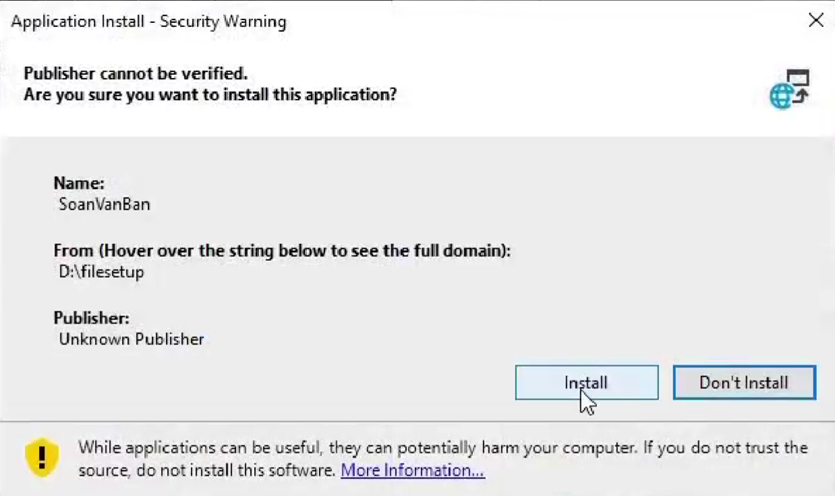 Application Install - Security Warning
Publisher cannot be verified.
Are you sure you want to install this application?
Name:
SoanVanBan
From (Hover over the string below to see the full domain):
D:\filesetup
Publisher:
Unknown Publisher
Install
Don't Install
While applications can be useful, they can potentially harm your computer. If you do not trust the
source, do not install this software. More Information...